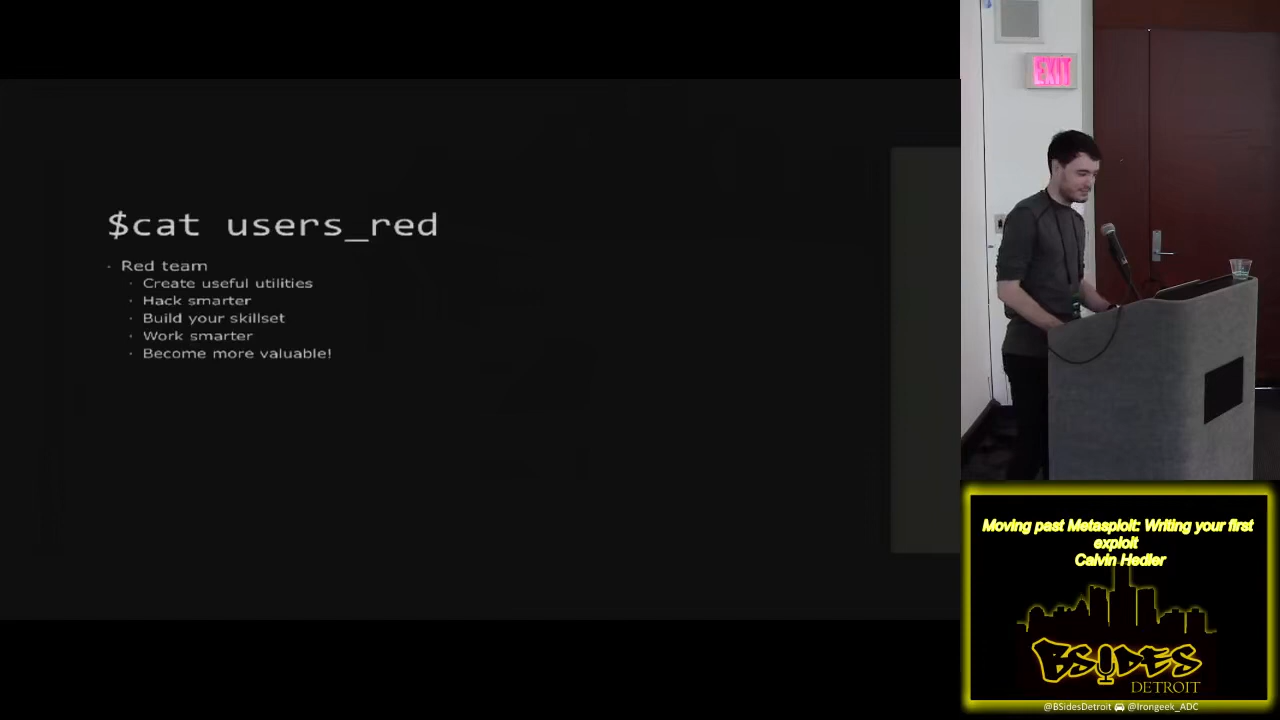 $cat users_red
· Red team
· Create useful utilities
· Hack smarter
· Build your skillset
· Work smarter
· Become more valuable!
EXIT
Moving past Metasploit: Writing your first
exploit
Calvin Hedler
BSIDES
DETROIT
@BSidesDetroit @Irongeek_ADC